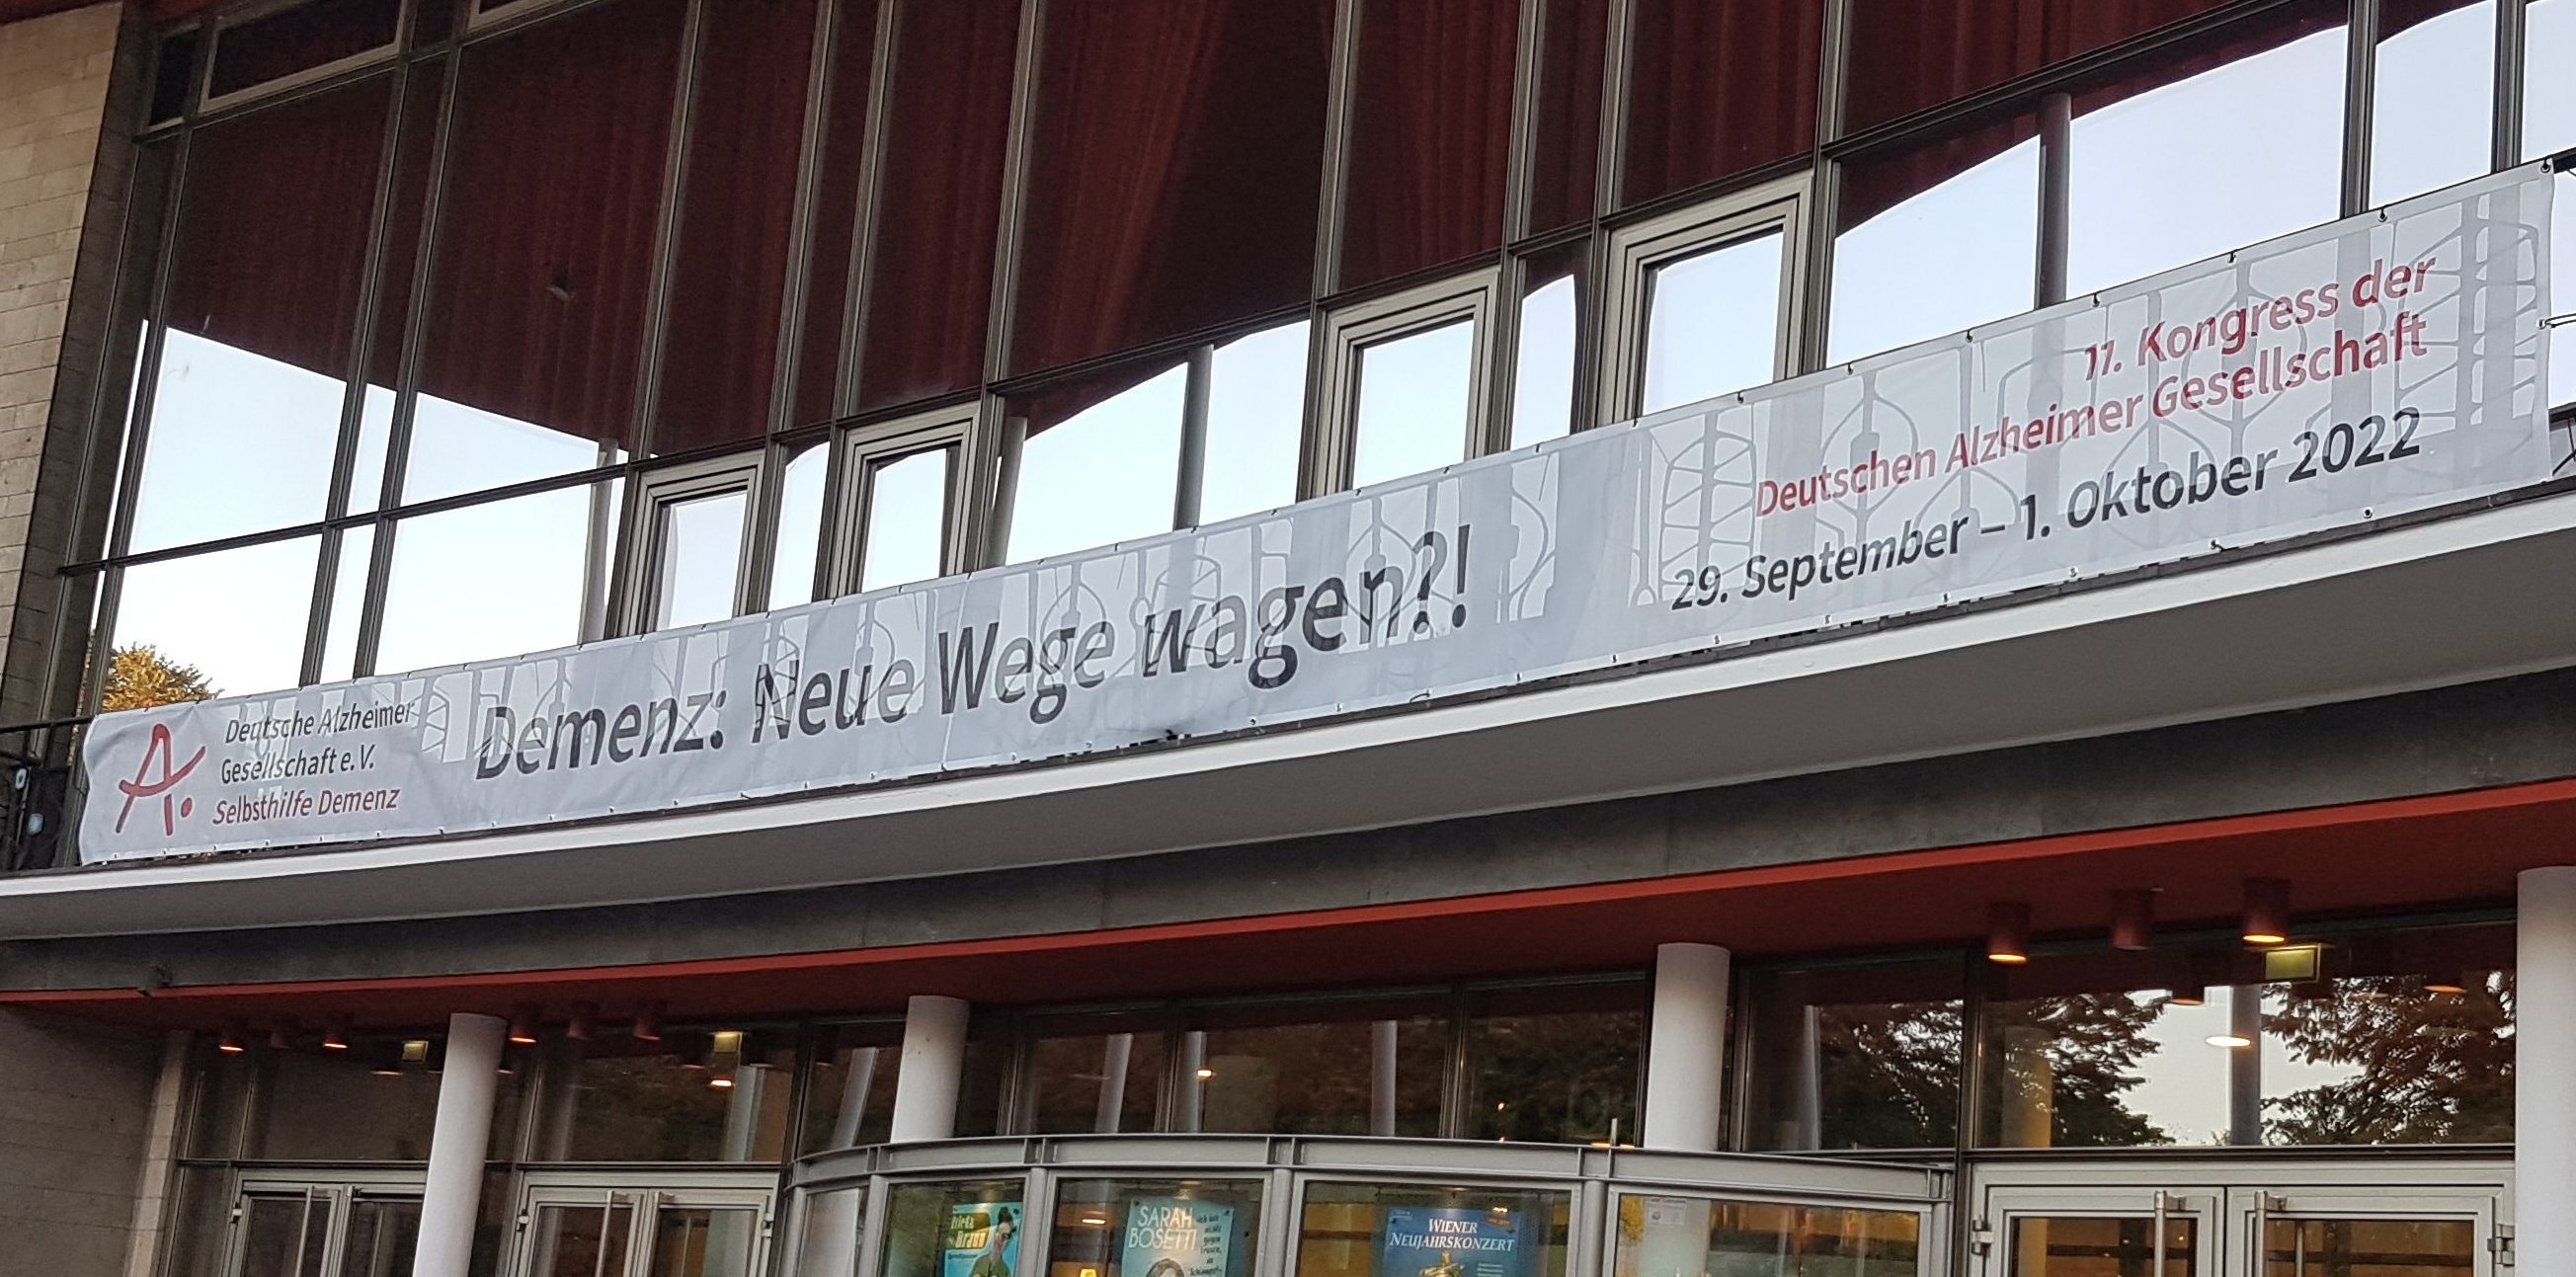 Deutsche Alzheimer
Gesellschaft e.V.
Selbsthilfe Demenz
Demenz: Neue Wege wagen?!
11. Kongress der
Deutschen Alzheimer Gesellschaft
29. September – 1. Oktober 2022
SARAH
BOSETTI
WIENER
NEUJAHRSKONZERT